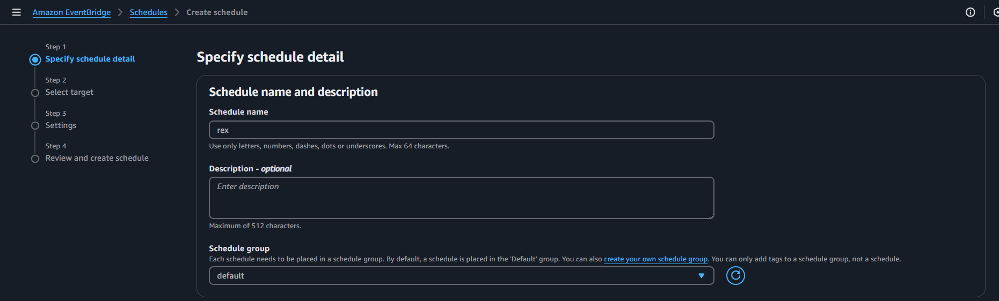 Amazon EventBridge > Schedules > Create schedule
Step 1
Specify schedule detail
Step 2
Select target
Step 3
Settings
Step 4
Review and create schedule
Specify schedule detail
Schedule name and description
Schedule name
rex
Use only letters, numbers, dashes, dots or underscores. Max 64 characters.
Description - optional
Enter description
Maximum of 512 characters.
Schedule group
Each schedule needs to be placed in a schedule group. By default, a schedule is placed in the 'Default' group. You can also create your own schedule group. You can only add tags to a schedule group, not a schedule.
default